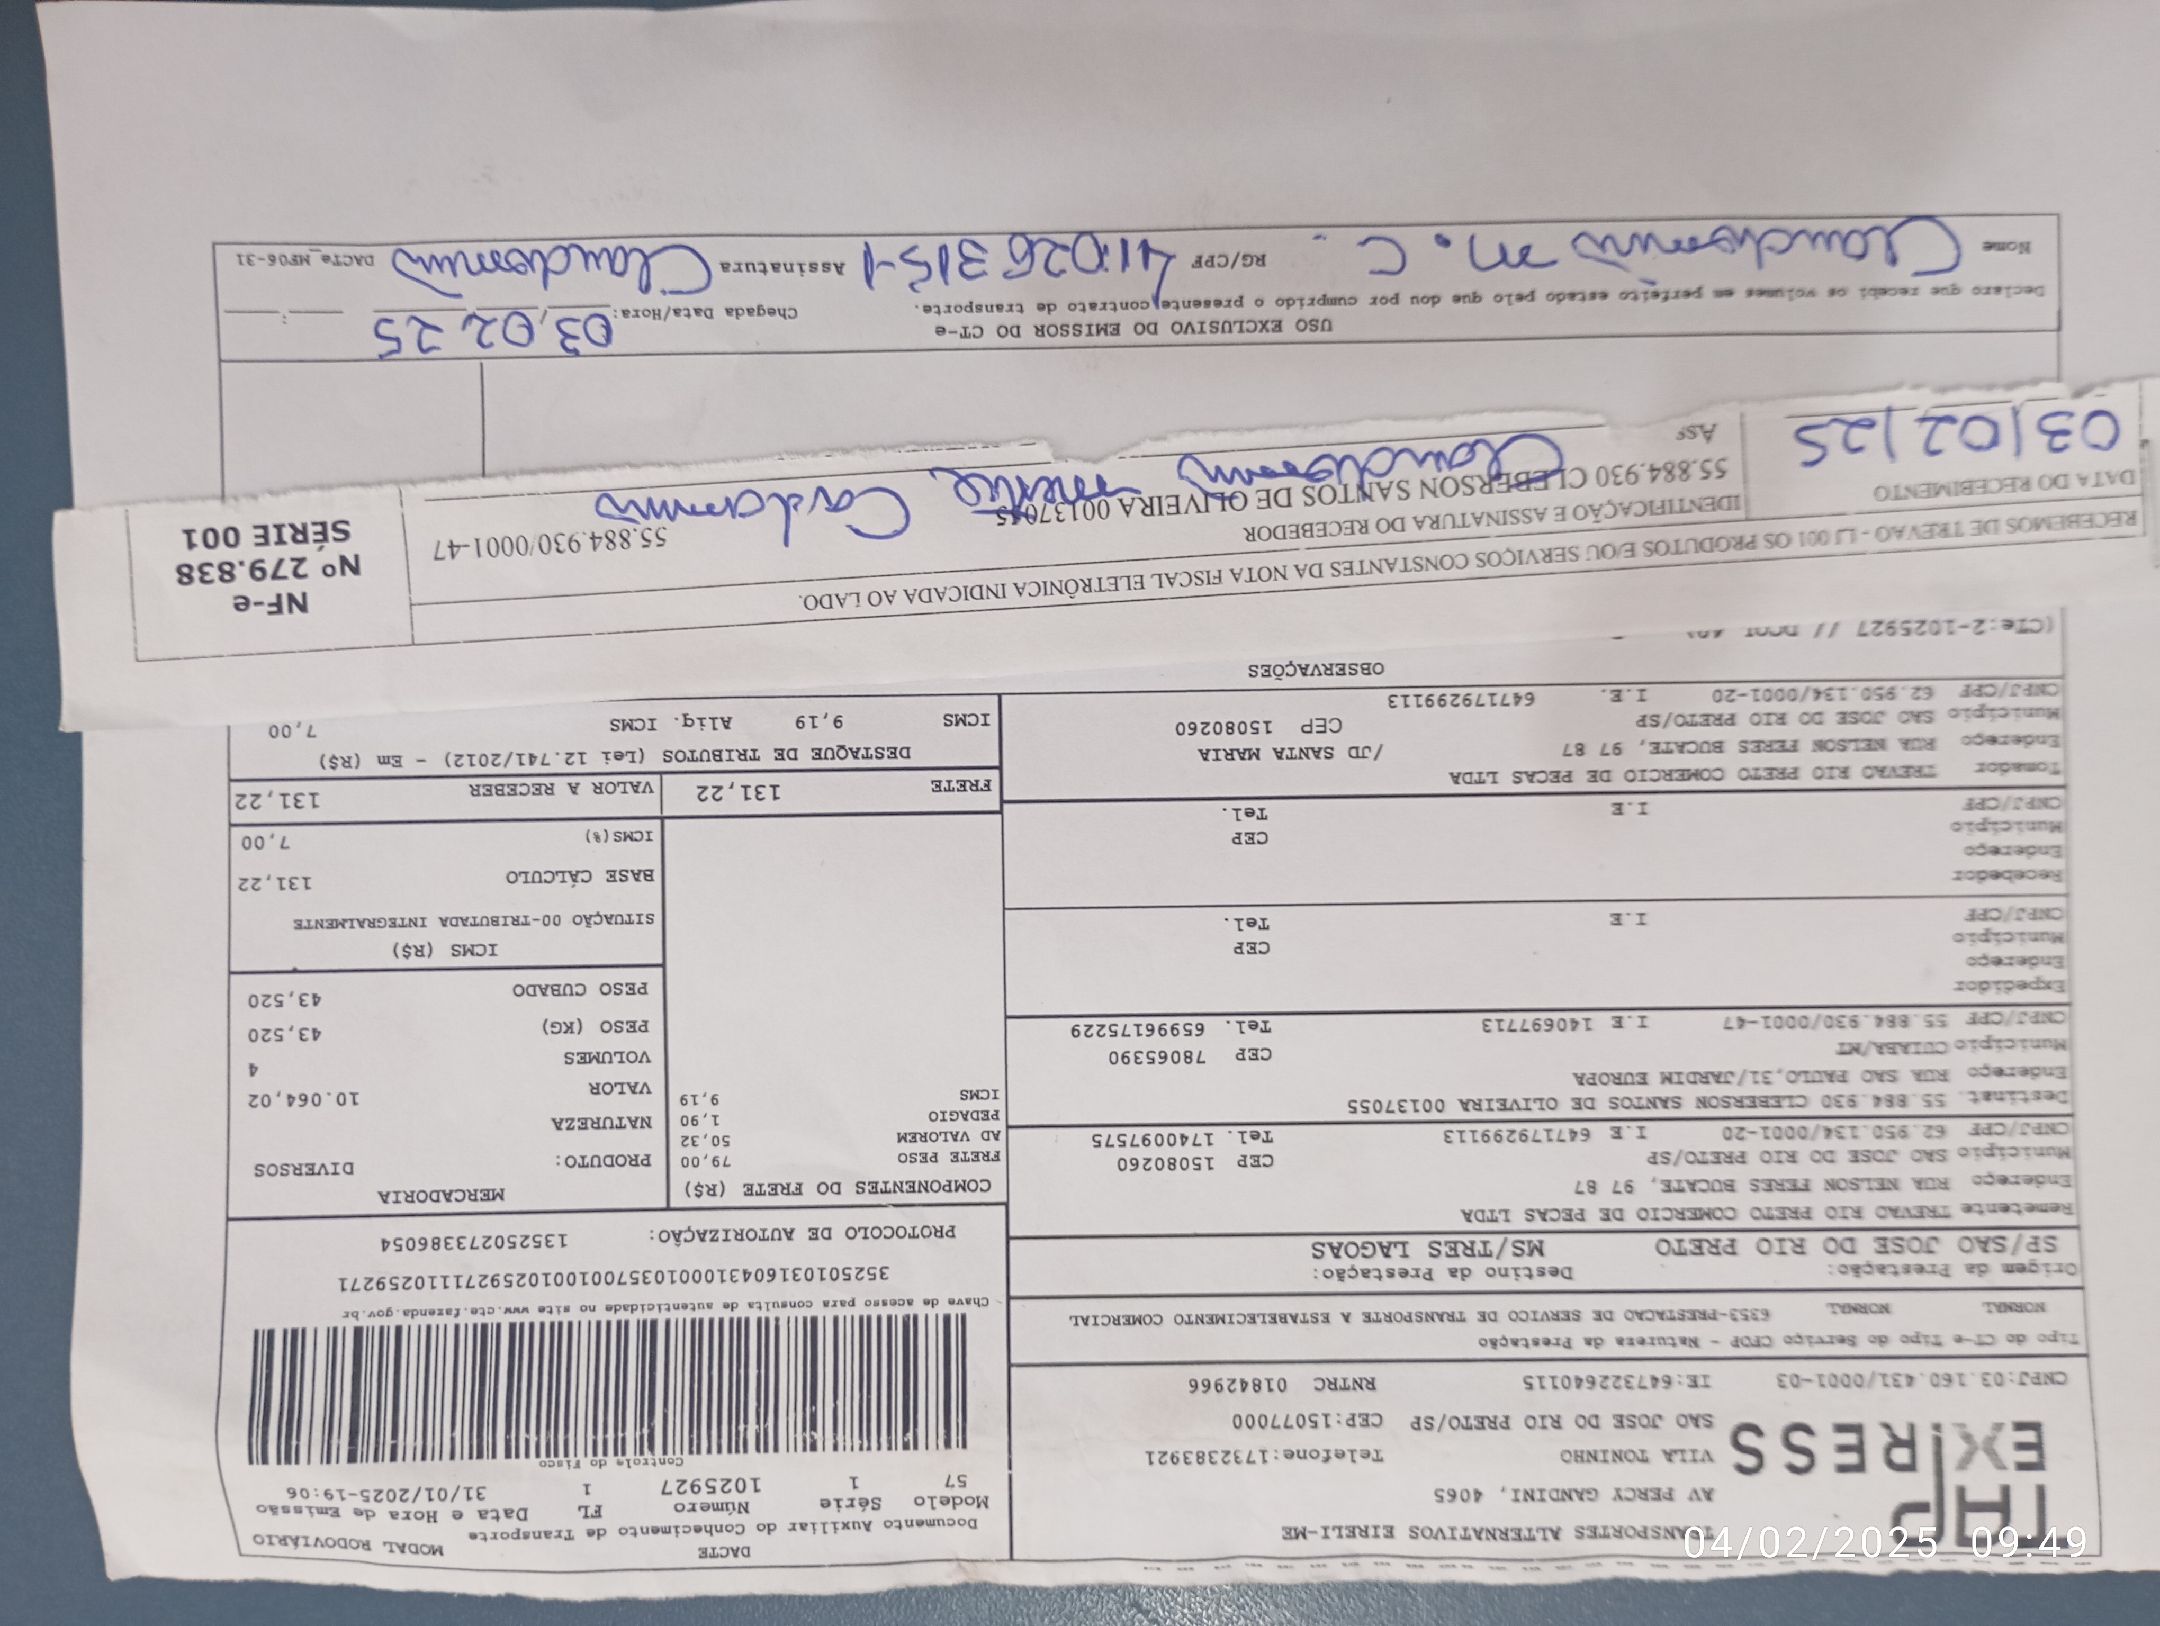 THP
EXPRESS
TRANSPORTES ALTERNATIVOS EIRELI-ME
AV PERCY GANDINI, 4065
VILA TONINHO Telefone:1732383921
SAO JOSE DO RIO PRETO/SP CEP:15077000
CNPJ:03.160.431/0001-03 IE:647322640115 RNTRC 01842966
Tipo do CT-e Tipo do Serviço CFOP - Natureza da Prestação
NORMAL NORMAL 6353-PRESTACAO DE SERVICO DE TRANSPORTE A ESTABELECIMENTO COMERCIAL
Origem da Prestação: Destino da Prestação:
SP/SAO JOSE DO RIO PRETO MS/TRES LAGOAS
DACTE MODAL RODOVIÁRIO
Documento Auxiliar do Conhecimento de Transporte
Modelo Série Número FL Data e Hora de Emissão
57 1 1025927 1 31/01/2025-19:06
Controle do Fisco
Chave de acesso para consulta de autenticidade no site www.cte.fazenda.gov.br
35250103160431000103570010010259271110259271
PROTOCOLO DE AUTORIZAÇÃO: 135250273386054
Remetente TREVAO RIO PRETO COMERCIO DE PECAS LTDA
Endereço RUA NELSON FERES BUCATE, 97 87
Município SAO JOSE DO RIO PRETO/SP CEP 15080260
CNPJ/CPF 62.950.134/0001-20 I.E 647179299113 Tel. 1740097575
Destinat. 55.884.930 CLEBERSON SANTOS DE OLIVEIRA 00137055
Endereço RUA SAO PAULO,31/JARDIM EUROPA
Município CUIABA/MT CEP 78065390
CNPJ/CPF 55.884.930/0001-47 I.E 140697713 Tel. 65996175229
Expedidor
Endereço
Município CEP
CNPJ/CPF I.E Tel.
Recebedor
Endereço
Município CEP
CNPJ/CPF I.E Tel.
Tomador TREVAO RIO PRETO COMERCIO DE PECAS LTDA
Endereço RUA NELSON FERES BUCATE, 97 87 /JD SANTA MARIA
Município SAO JOSE DO RIO PRETO/SP CEP 15080260
CNPJ/CPF 62.950.134/0001-20 I.E. 647179299113
COMPONENTES DO FRETE (R$)
FRETE PESO 79,00
AD VALOREM 50,32
PEDAGIO 1,90
ICMS 9,19
MERCADORIA
PRODUTO: DIVERSOS
NATUREZA
VALOR 10.064,02
VOLUMES 4
PESO (KG) 43,520
PESO CUBADO 43,520
ICMS (R$)
SITUAÇÃO 00-TRIBUTADA INTEGRALMENTE
BASE CÁLCULO 131,22
ICMS(%) 7,00
FRETE 131,22 VALOR A RECEBER 131,22
DESTAQUE DE TRIBUTOS (Lei 12.741/2012) - Em (R$)
ICMS 9,19 Aliq. ICMS 7,00
OBSERVAÇÕES
(CTe:2-1025927 //
RECEBEMOS DE TREVAO - LJ 001 OS PRODUTOS E/OU SERVIÇOS CONSTANTES DA NOTA FISCAL ELETRÔNICA INDICADA AO LADO.
DATA DO RECEBIMENTO
03/02/25
IDENTIFICAÇÃO E ASSINATURA DO RECEBEDOR
55.884.930 CLEBERSON SANTOS DE OLIVEIRA 00137045 55.884.930/0001-47
Assª
NF-e
Nº 279.838
SÉRIE 001
USO EXCLUSIVO DO EMISSOR DO CT-e Chegada Data/Hora: 03/02/25
Declaro que recebi os volumes em perfeito estado pelo que dou por cumprido o presente contrato de transporte.
Nome M. C. RG/CPF 41.026315-1 Assinatura DACTe_MF06-31
04/02/2025 09:49